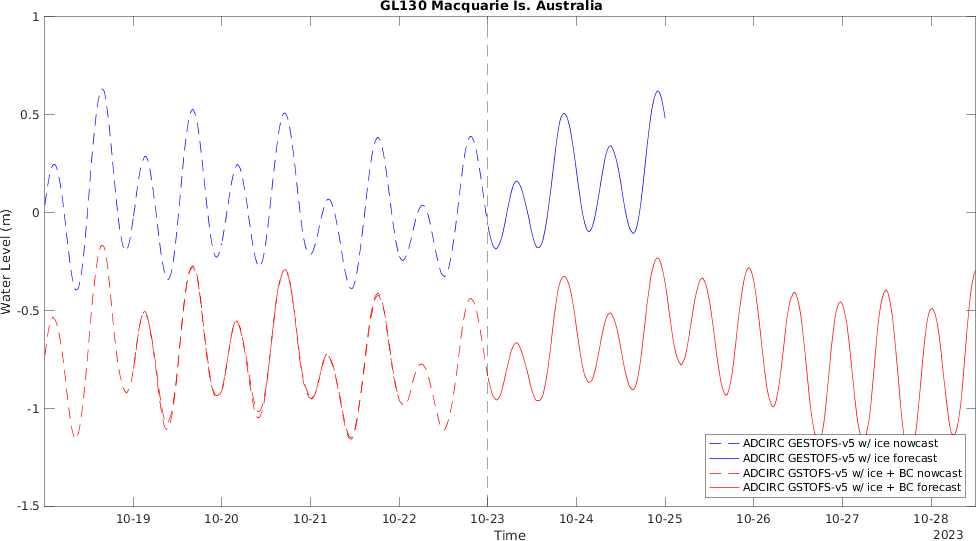 GL130 Macquarie Is. Australia
1
0.5
0
-0.5
-1
-1.5
Water Level (m)
10-19 10-20 10-21 10-22 10-23 10-24 10-25 10-26 10-27 10-28
Time
2023
ADCIRC GESTOFS-v5 w/ ice nowcast
ADCIRC GESTOFS-v5 w/ ice forecast
ADCIRC GSTOFS-v5 w/ ice + BC nowcast
ADCIRC GSTOFS-v5 w/ ice + BC forecast